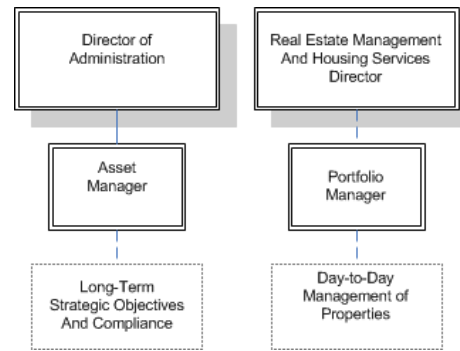 Director of
Administration
Real Estate Management
And Housing Services
Director
Asset
Manager
Portfolio
Manager
Long-Term
Strategic Objectives
And Compliance
Day-to-Day
Management of
Properties